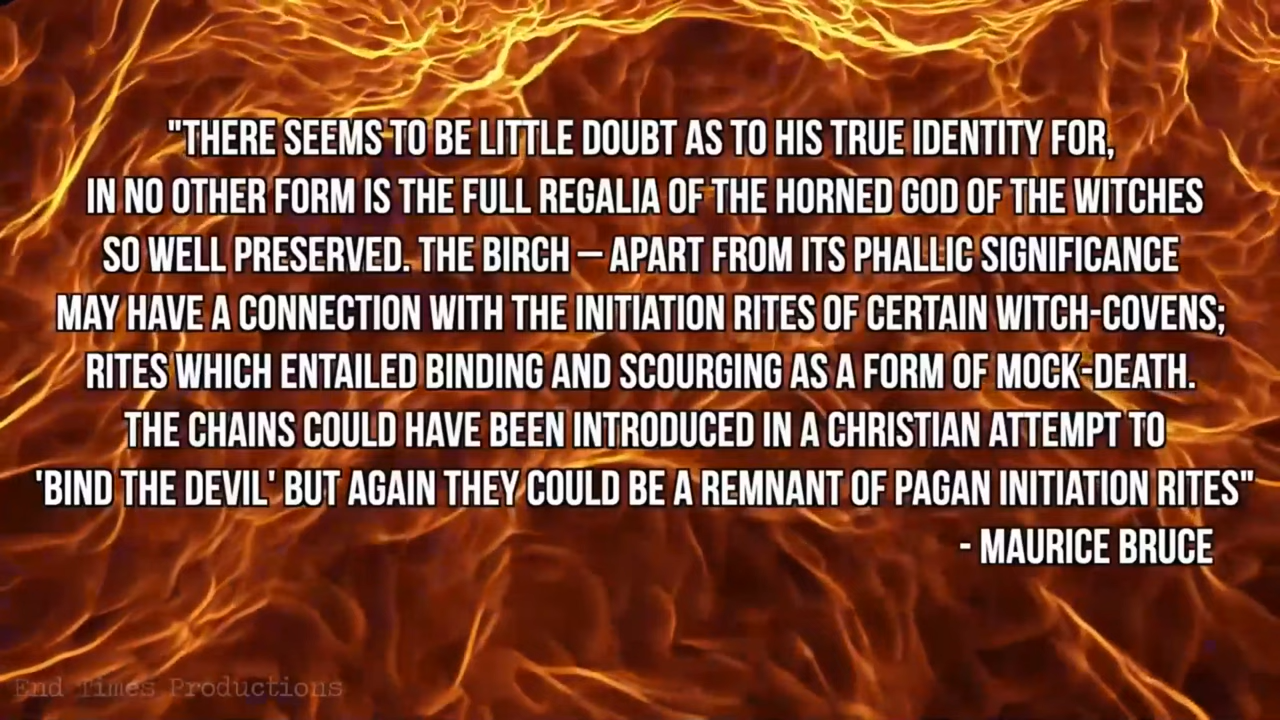 "THERE SEEMS TO BE LITTLE DOUBT AS TO HIS TRUE IDENTITY FOR,
IN NO OTHER FORM IS THE FULL REGALIA OF THE HORNED GOD OF THE WITCHES
SO WELL PRESERVED. THE BIRCH – APART FROM ITS PHALLIC SIGNIFICANCE
MAY HAVE A CONNECTION WITH THE INITIATION RITES OF CERTAIN WITCH-COVENS;
RITES WHICH ENTAILED BINDING AND SCOURGING AS A FORM OF MOCK-DEATH.
THE CHAINS COULD HAVE BEEN INTRODUCED IN A CHRISTIAN ATTEMPT TO
'BIND THE DEVIL' BUT AGAIN THEY COULD BE A REMNANT OF PAGAN INITIATION RITES"
- MAURICE BRUCE
End Times Productions